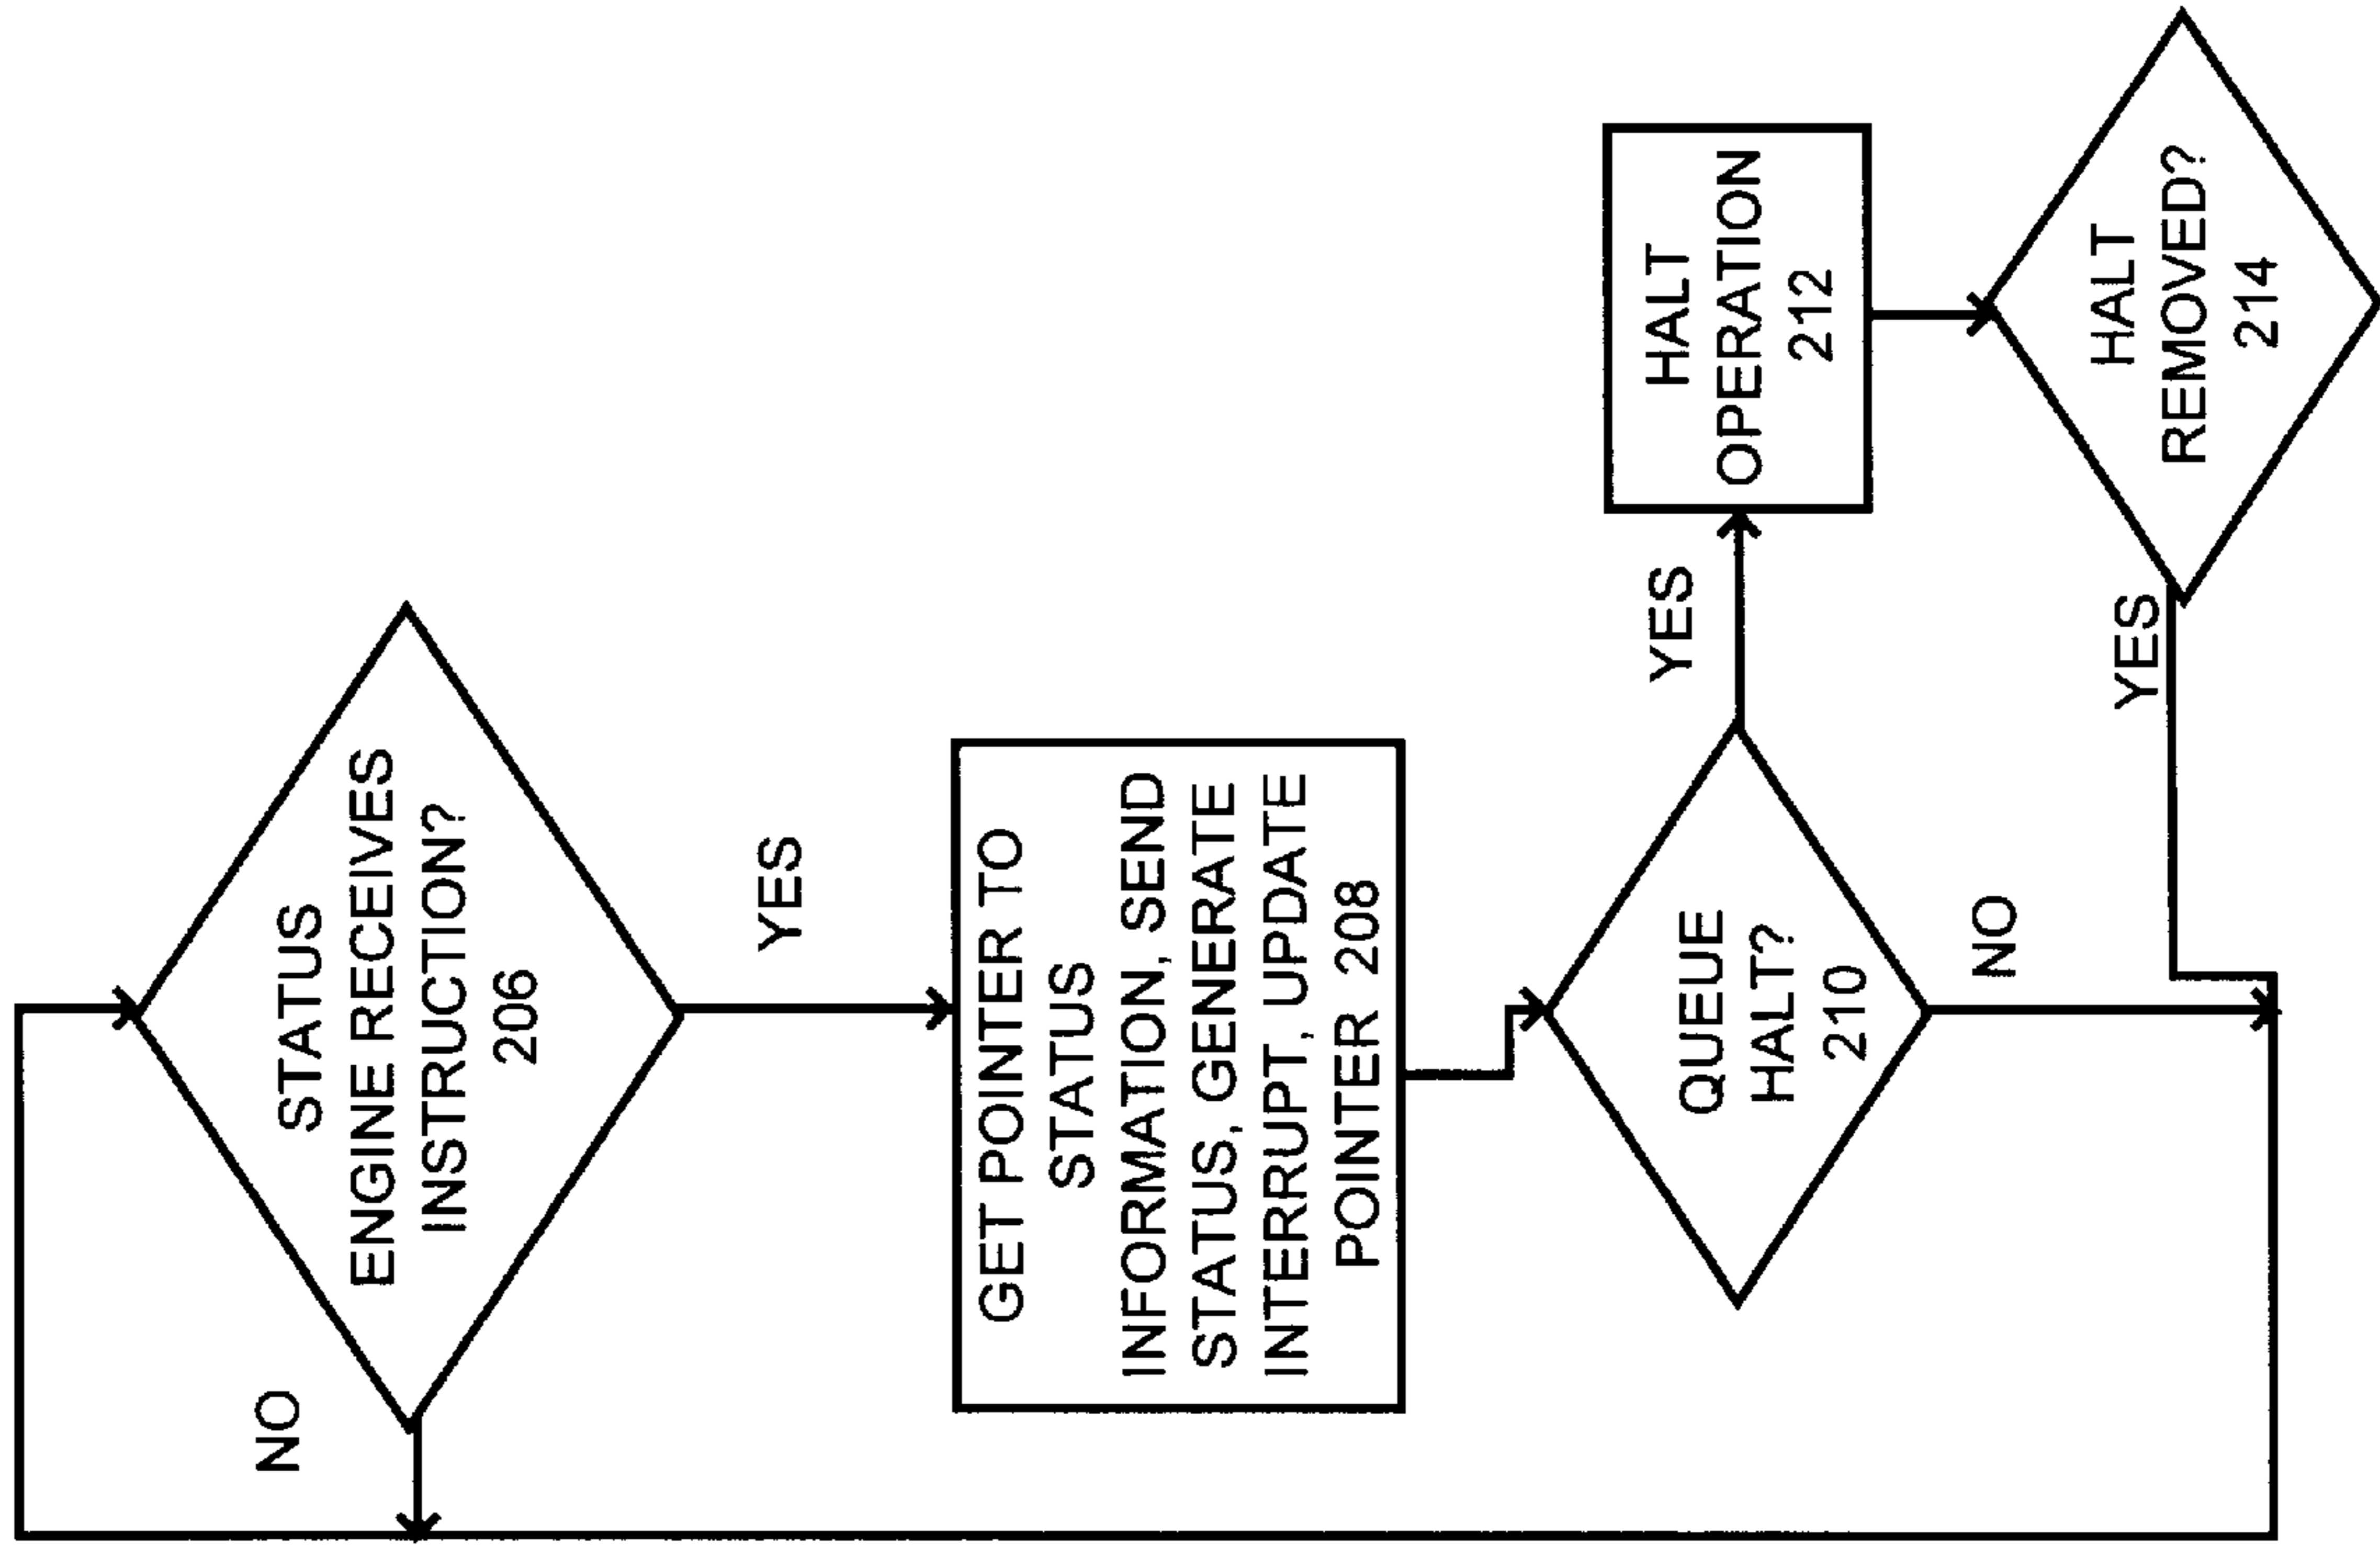 STATUS
ENGINE RECEIVES
INSTRUCTION?
206
NO
YES
GET POINTER TO
STATUS
INFORMATION, SEND
STATUS, GENERATE
INTERRUPT, UPDATE
POINTER 208
QUEUE
HALT?
210
YES
NO
HALT
OPERATION
212
HALT
REMOVED?
214
YES